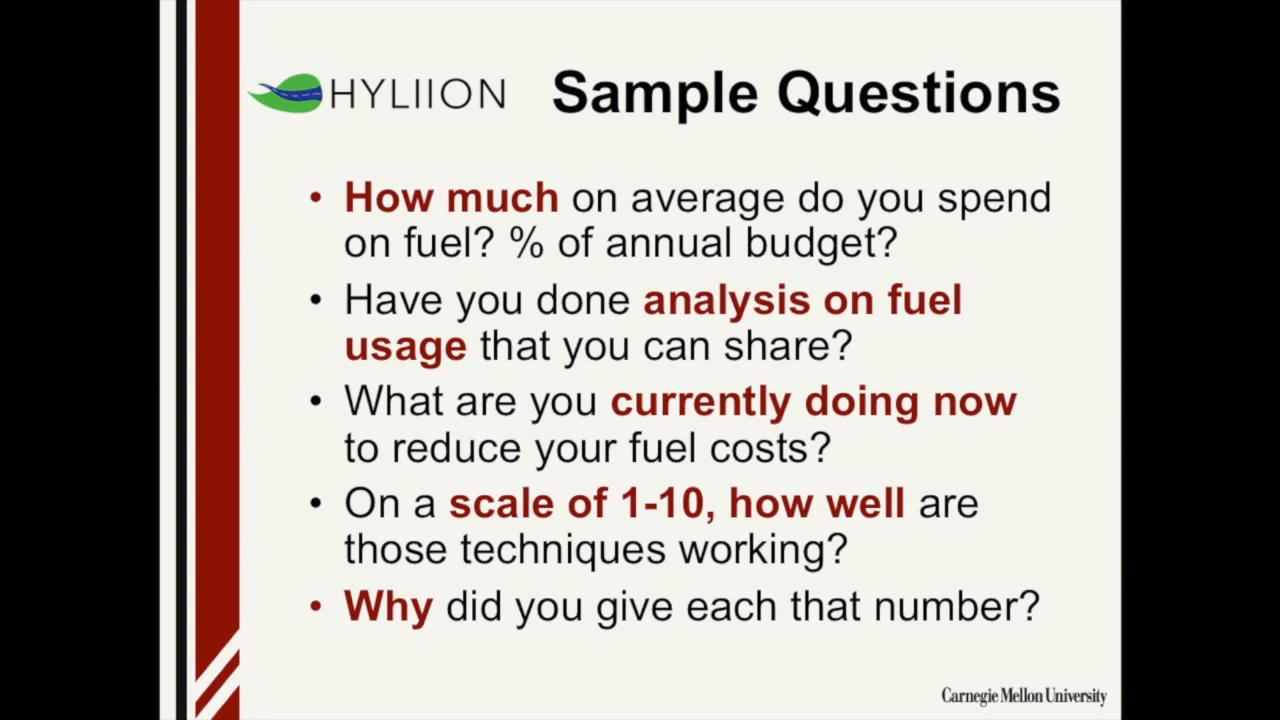 HYLIION Sample Questions
• How much on average do you spend
on fuel? % of annual budget?
• Have you done analysis on fuel
usage that you can share?
• What are you currently doing now
to reduce your fuel costs?
• On a scale of 1-10, how well are
those techniques working?
• Why did you give each that number?
Carnegie Mellon University